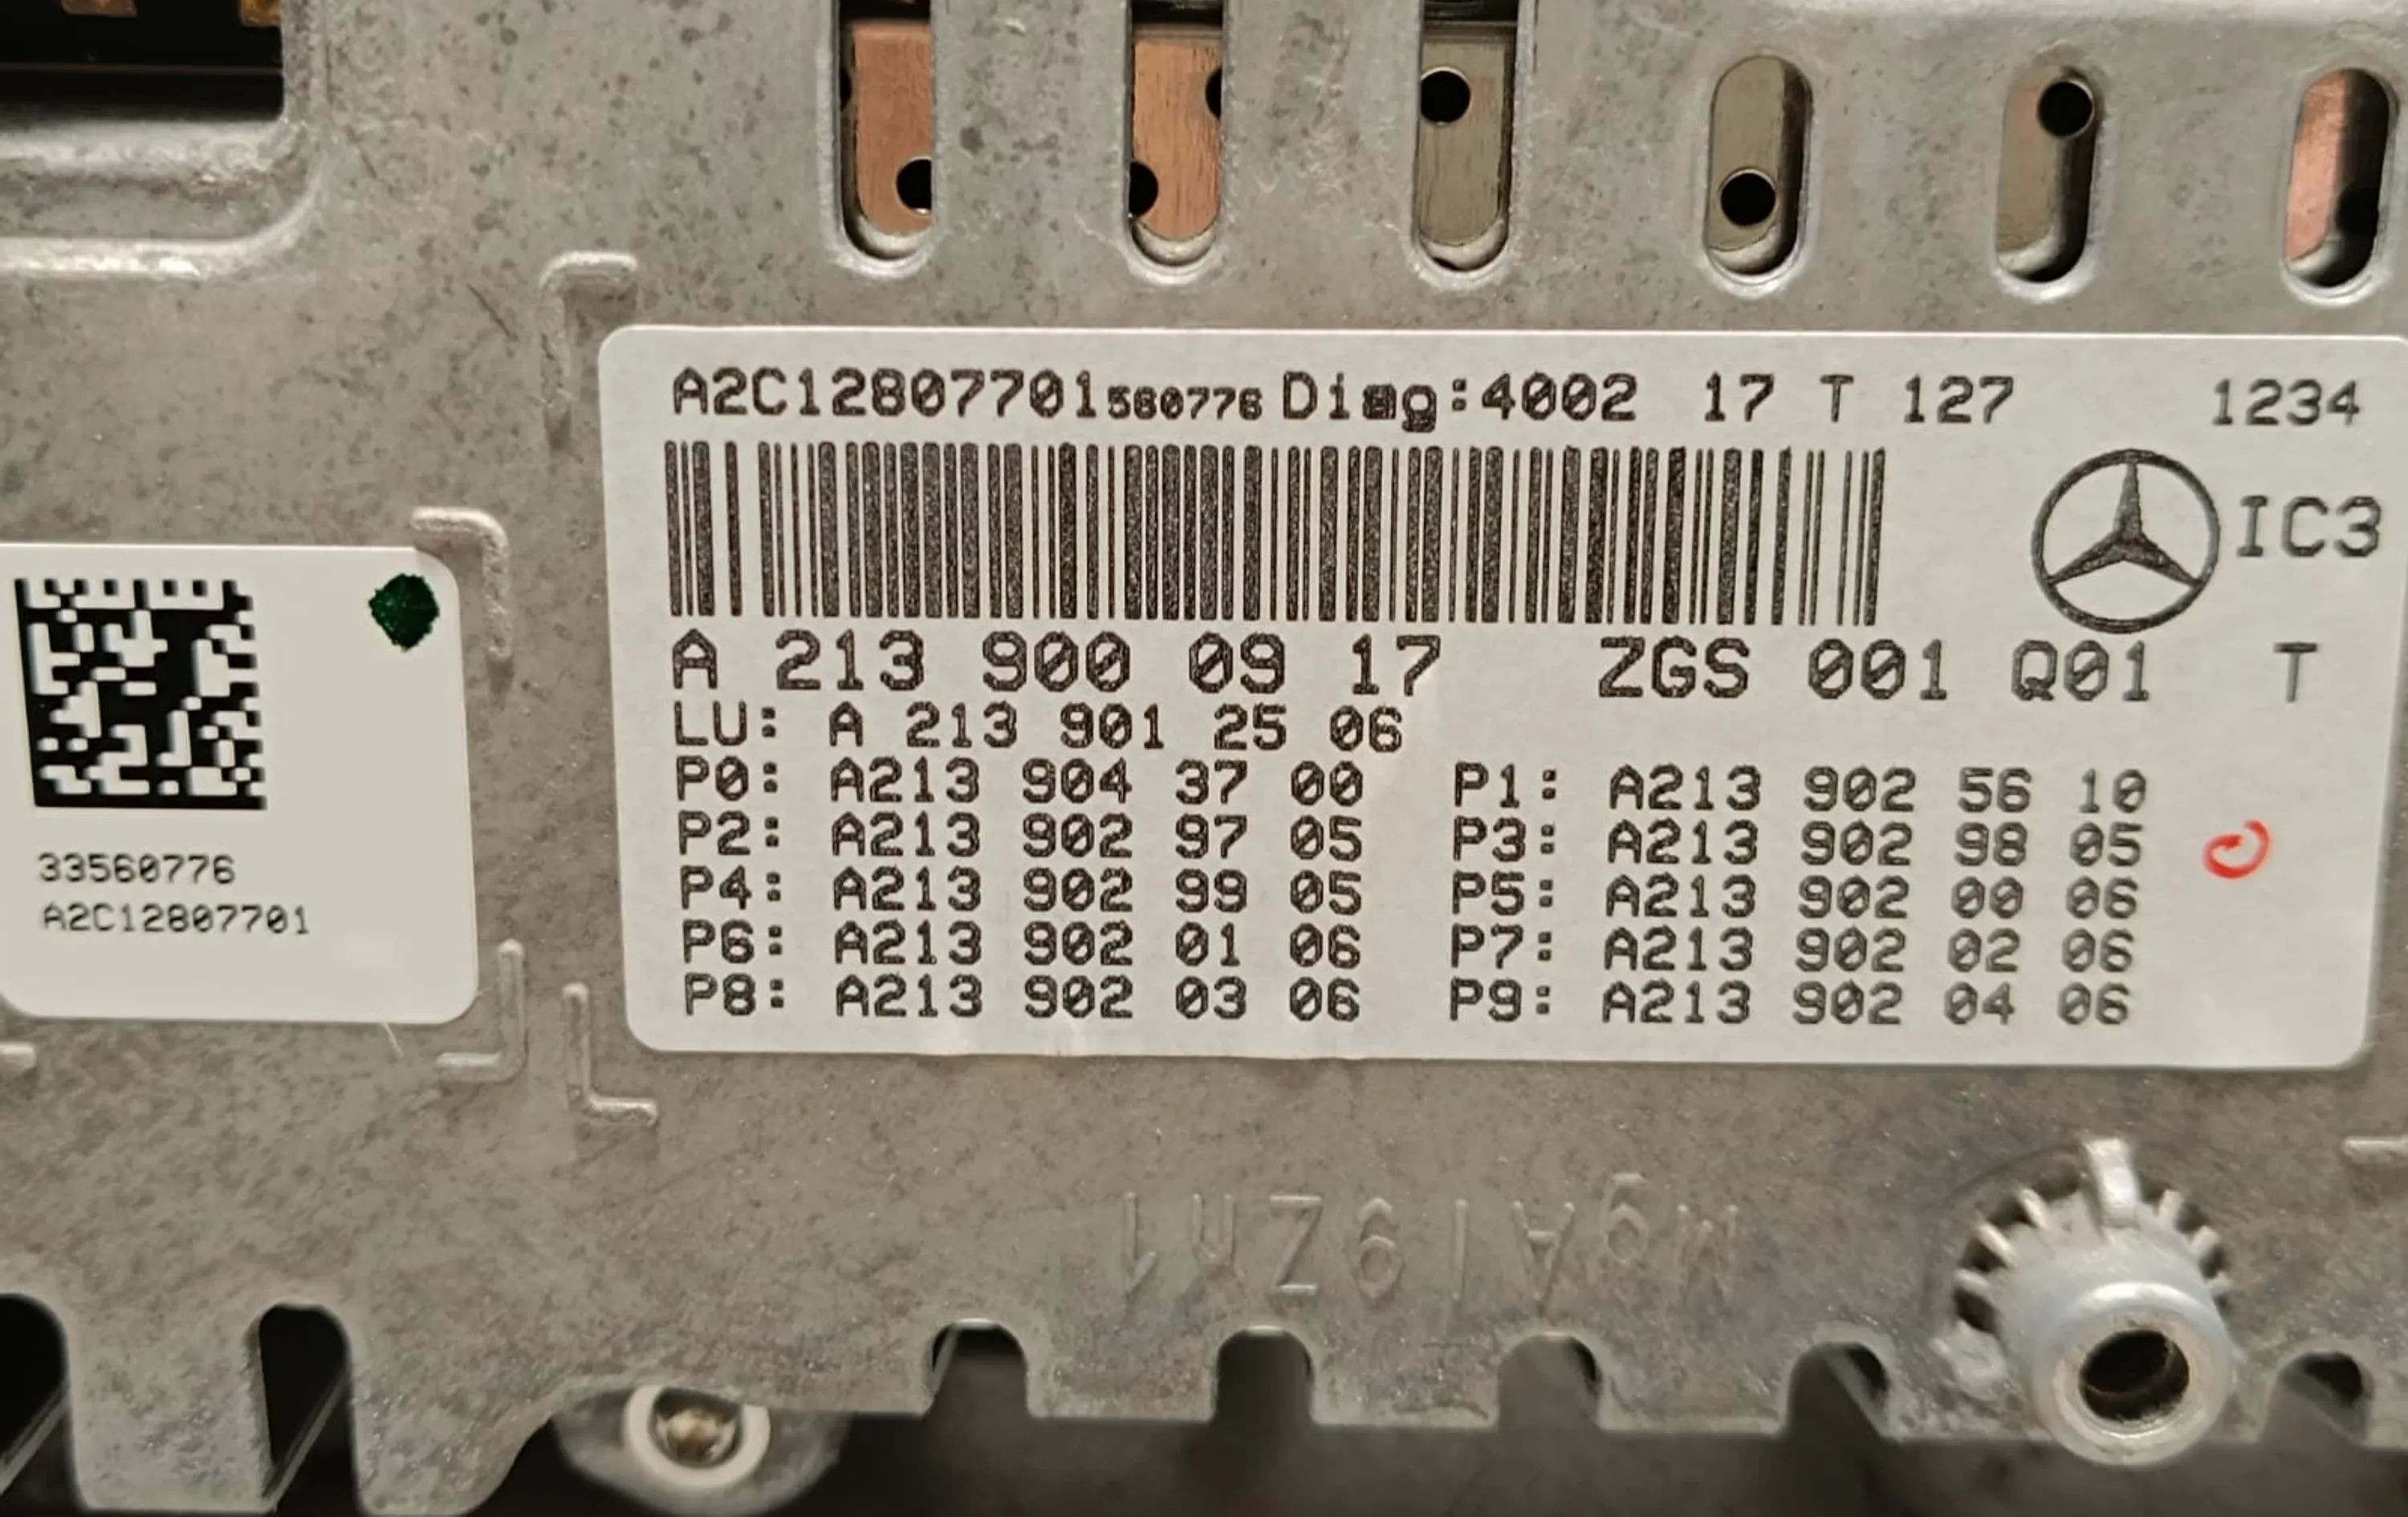 A2C12807701 560776 Diag:4002 17 T 127 1234
IC3
A 213 900 09 17 ZGS 001 Q01 T
LU: A 213 901 25 06
P0: A213 904 37 00 P1: A213 902 56 10
P2: A213 902 97 05 P3: A213 902 98 05
P4: A213 902 99 05 P5: A213 902 00 06
P6: A213 902 01 06 P7: A213 902 02 06
P8: A213 902 03 06 P9: A213 902 04 06
33560776
A2C12807701